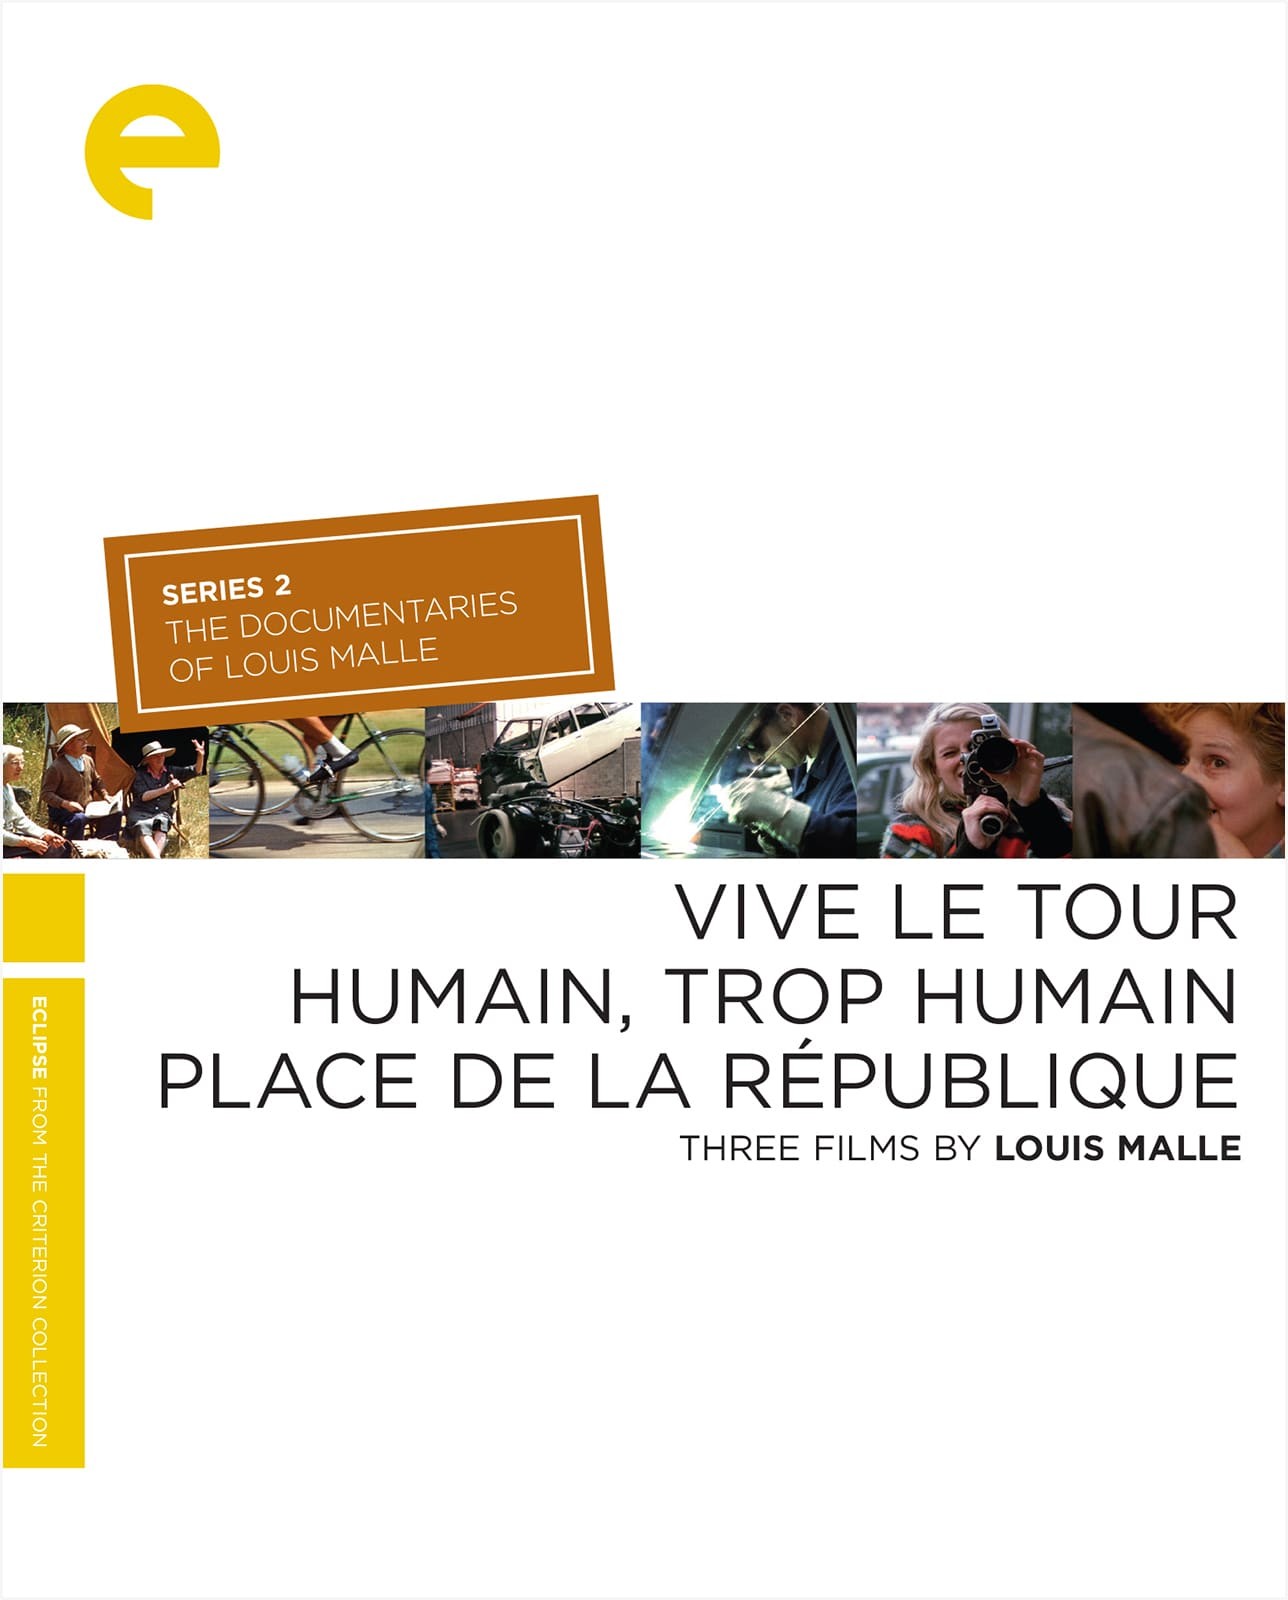 e
SERIES 2
THE DOCUMENTARIES
OF LOUIS MALLE
VIVE LE TOUR
HUMAIN, TROP HUMAIN
PLACE DE LA RÉPUBLIQUE
THREE FILMS BY LOUIS MALLE
ECLIPSE FROM THE CRITERION COLLECTION